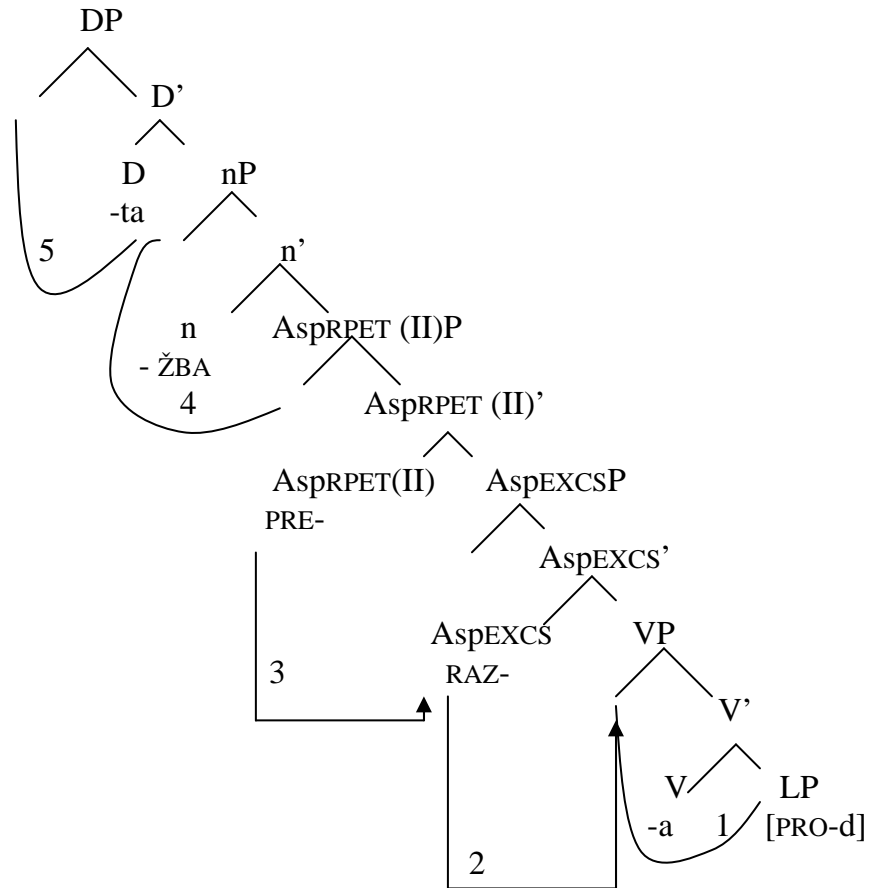 DP
D’
D nP
-ta
5 n’
n AspRPET (II)P
- ŽBA
4 AspRPET (II)’
AspRPET(II) AspEXCSP
PRE-
AspEXCS’
AspEXCS VP
3 RAZ-
V’
V LP
-a 1 [PRO-d]
2